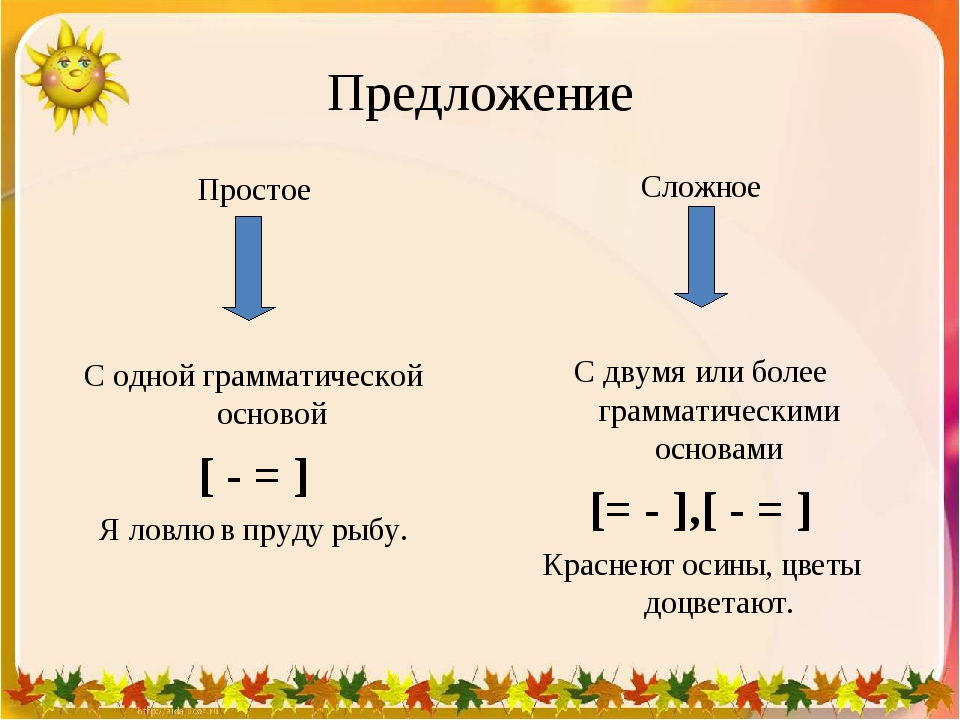 Предложение
Простое
С одной грамматической
основой
[ - = ]
Я ловлю в пруду рыбу.
Сложное
С двумя или более
грамматическими
основами
[= - ],[ - = ]
Краснеют осины, цветы
доцветают.